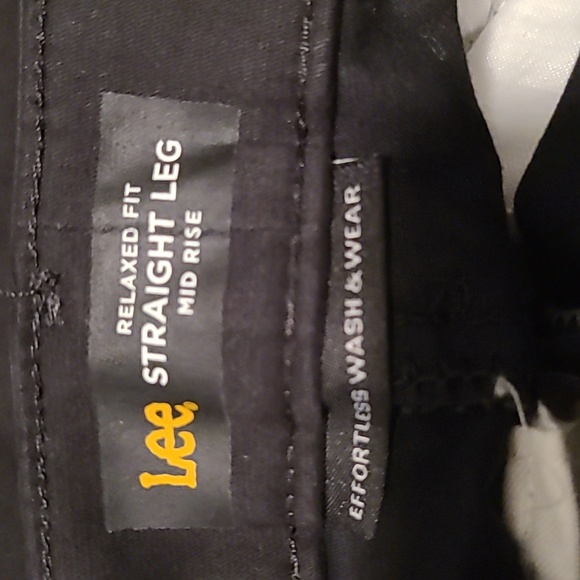 Lee
RELAXED FIT
STRAIGHT LEG
MID RISE
EFFORTLESS WASH & WEAR